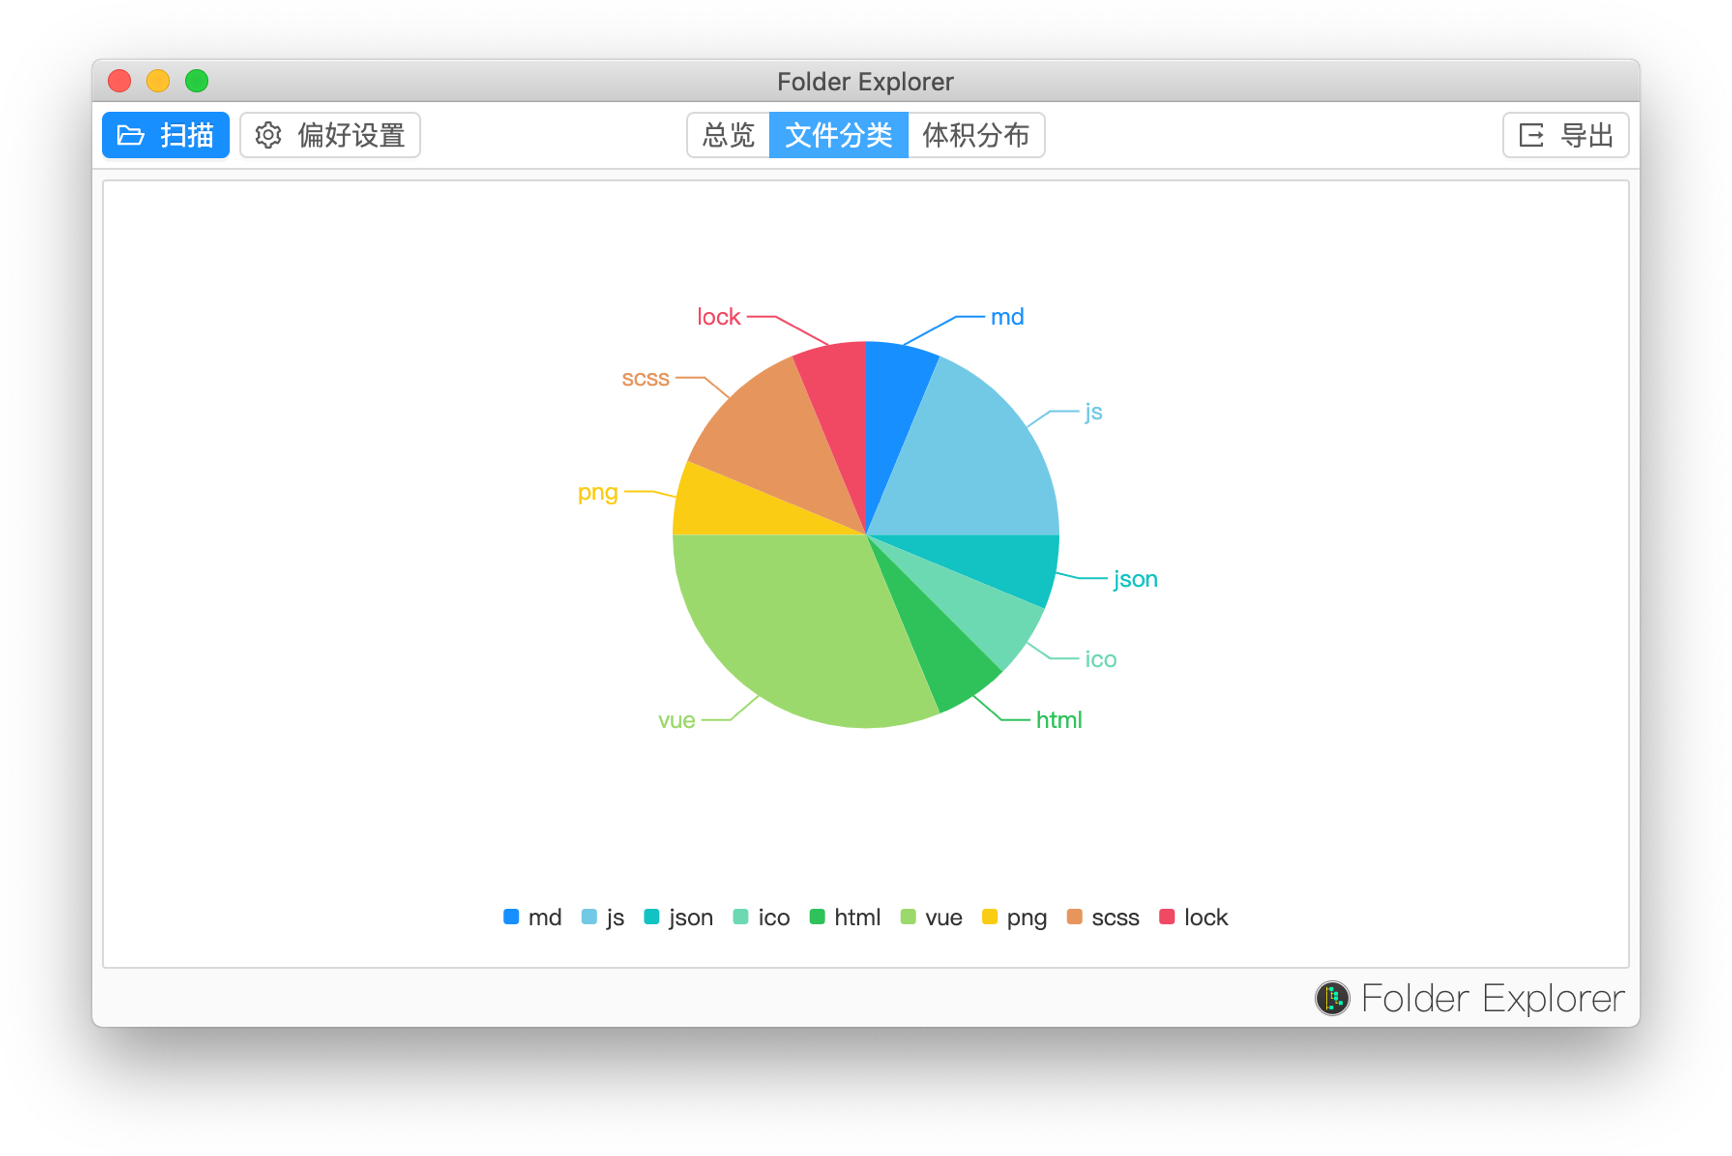 Folder Explorer
扫描 偏好设置 总览 文件分类 体积分布 导出
lock md
scss
js
png
json
ico
vue html
md js json ico html vue png scss lock
Folder Explorer